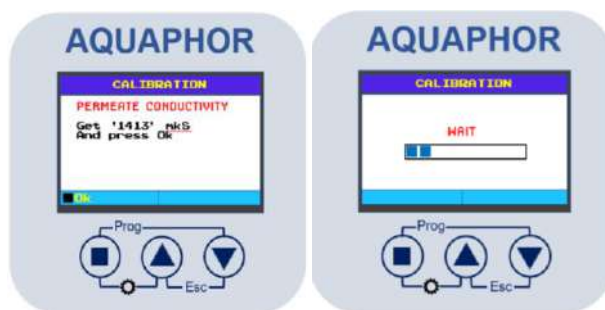 AQUAPHOR
CALIBRATION
PERMEATE CONDUCTIVITY
Get '1413' mkS
And press Ok
Ok
Prog
Esc
AQUAPHOR
CALIBRATION
WAIT
Prog
Esc